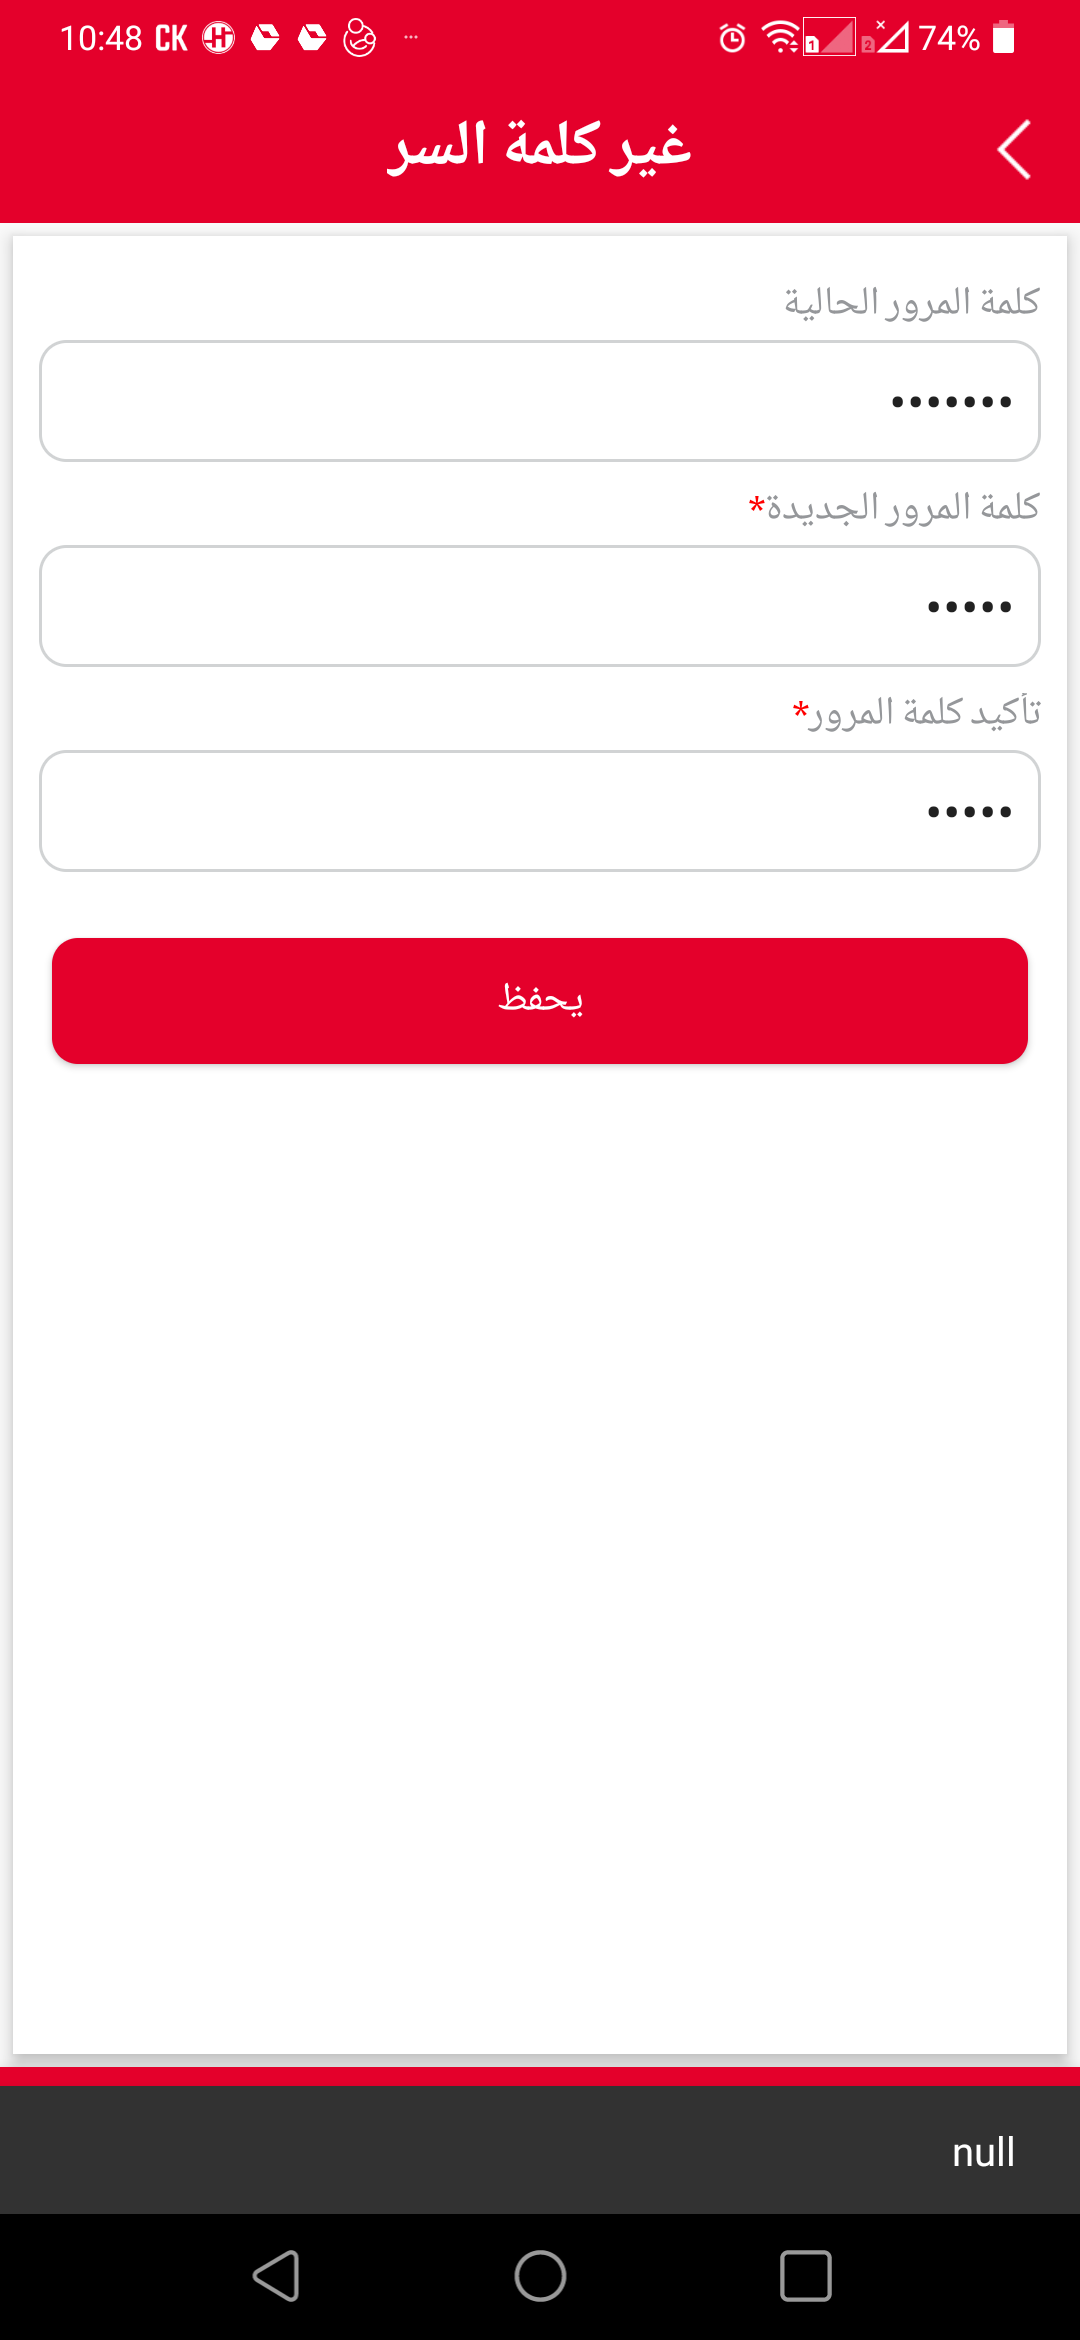 10:48 CK 74%
غير كلمة السر
كلمة المرور الحالية
•••••••
كلمة المرور الجديدة*
•••••
تأكيد كلمة المرور*
•••••
يحفظ
null